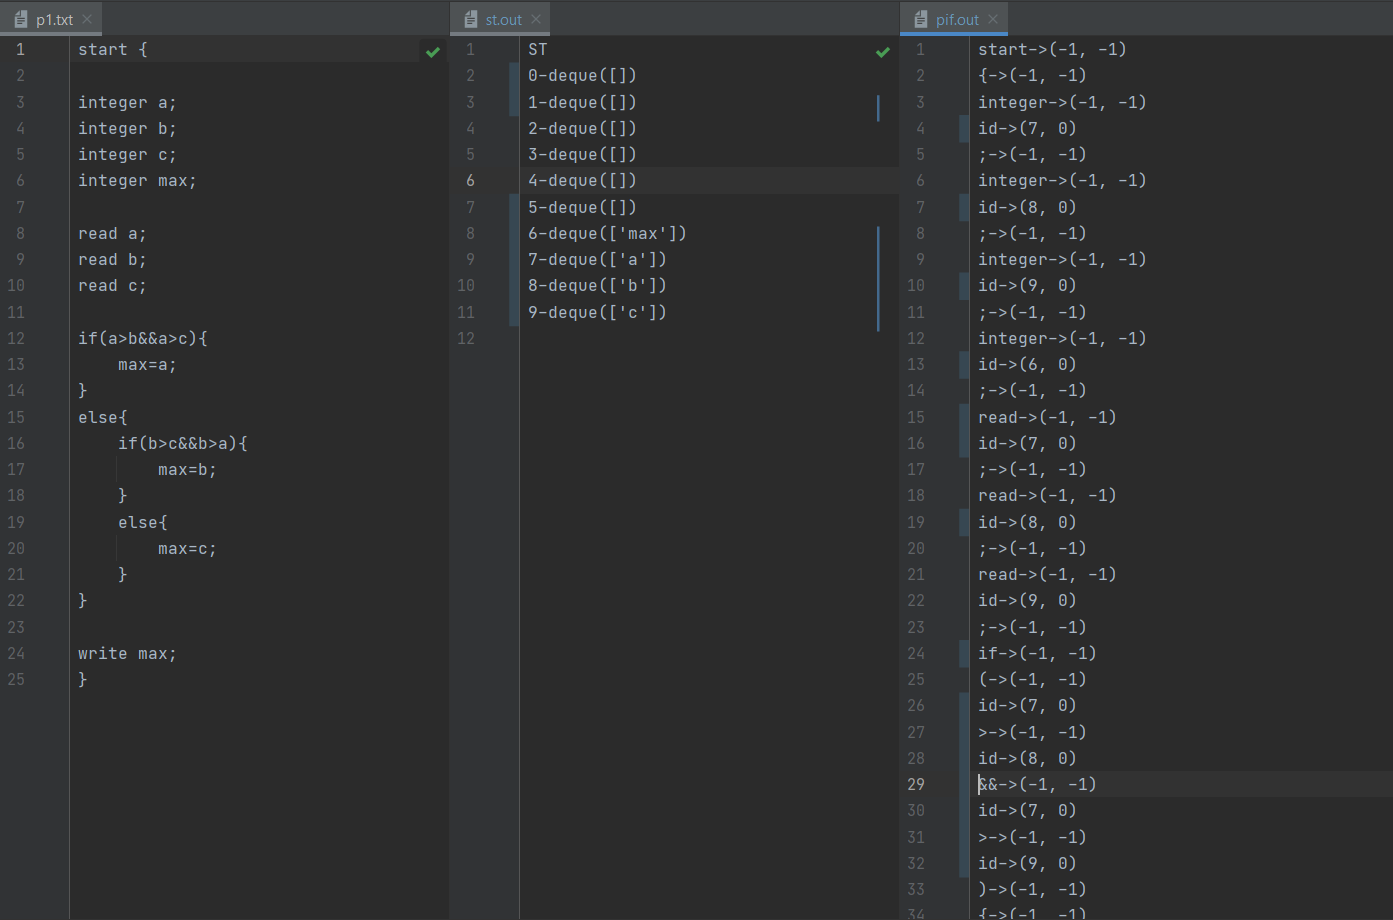 p1.txt
1 start {
2
3 integer a;
4 integer b;
5 integer c;
6 integer max;
7
8 read a;
9 read b;
10 read c;
11
12 if(a>b&&a>c){
13     max=a;
14 }
15 else{
16     if(b>c&&b>a){
17         max=b;
18     }
19     else{
20         max=c;
21     }
22 }
23
24 write max;
25 }
st.out
1 ST
2 0-deque([])
3 1-deque([])
4 2-deque([])
5 3-deque([])
6 4-deque([])
7 5-deque([])
8 6-deque(['max'])
9 7-deque(['a'])
10 8-deque(['b'])
11 9-deque(['c'])
12
pif.out
1 start->(-1, -1)
2 {->(-1, -1)
3 integer->(-1, -1)
4 id->(7, 0)
5 ;->(-1, -1)
6 integer->(-1, -1)
7 id->(8, 0)
8 ;->(-1, -1)
9 integer->(-1, -1)
10 id->(9, 0)
11 ;->(-1, -1)
12 integer->(-1, -1)
13 id->(6, 0)
14 ;->(-1, -1)
15 read->(-1, -1)
16 id->(7, 0)
17 ;->(-1, -1)
18 read->(-1, -1)
19 id->(8, 0)
20 ;->(-1, -1)
21 read->(-1, -1)
22 id->(9, 0)
23 ;->(-1, -1)
24 if->(-1, -1)
25 (->(-1, -1)
26 id->(7, 0)
27 >->(-1, -1)
28 id->(8, 0)
29 &&->(-1, -1)
30 id->(7, 0)
31 >->(-1, -1)
32 id->(9, 0)
33 )->(-1, -1)
34 {->(-1, -1)